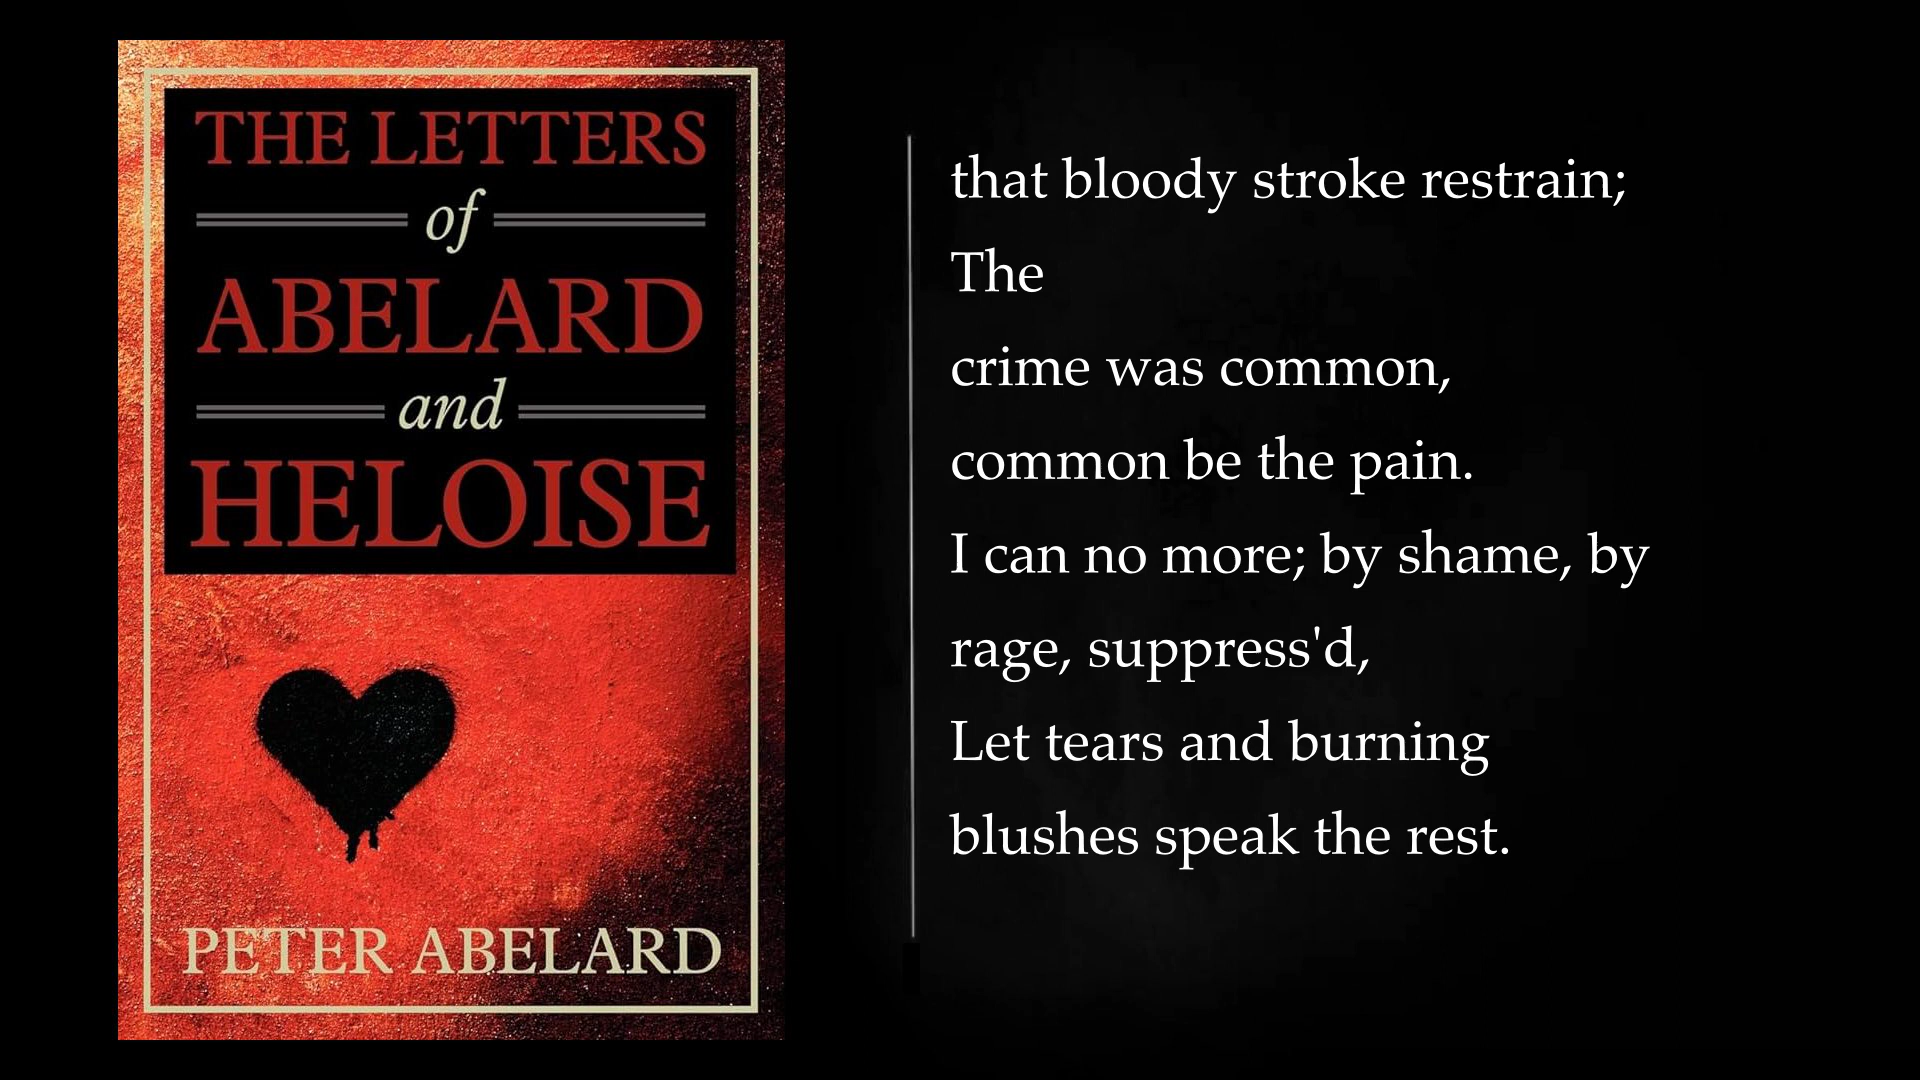 THE LETTERS
of
ABELARD
and
HELOISE
PETER ABELARD
that bloody stroke restrain;
The
crime was common,
common be the pain.
I can no more; by shame, by
rage, suppress'd,
Let tears and burning
blushes speak the rest.